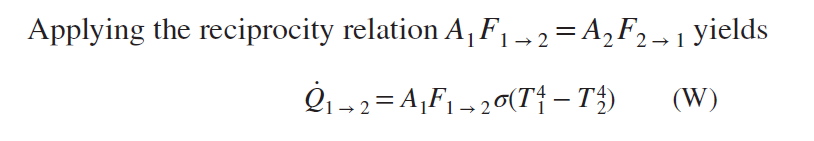 Applying the reciprocity relation A₁F₁→₂ = A₂F₂→₁ yields
Q̇₁→₂ = A₁F₁→₂σ(T₁⁴ – T₂⁴) (W)